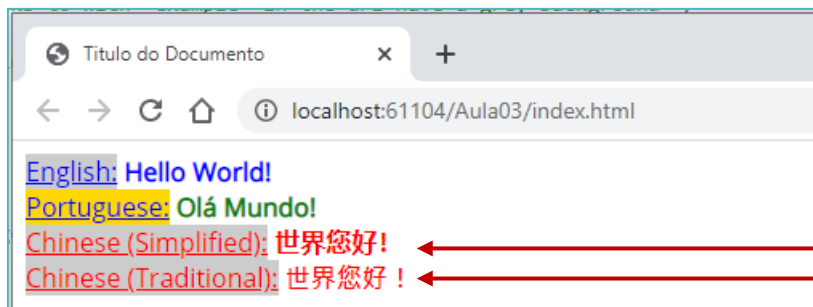 Titulo do Documento
localhost:61104/Aula03/index.html
English: Hello World!
Portuguese: Olá Mundo!
Chinese (Simplified): 世界您好!
Chinese (Traditional): 世界您好！